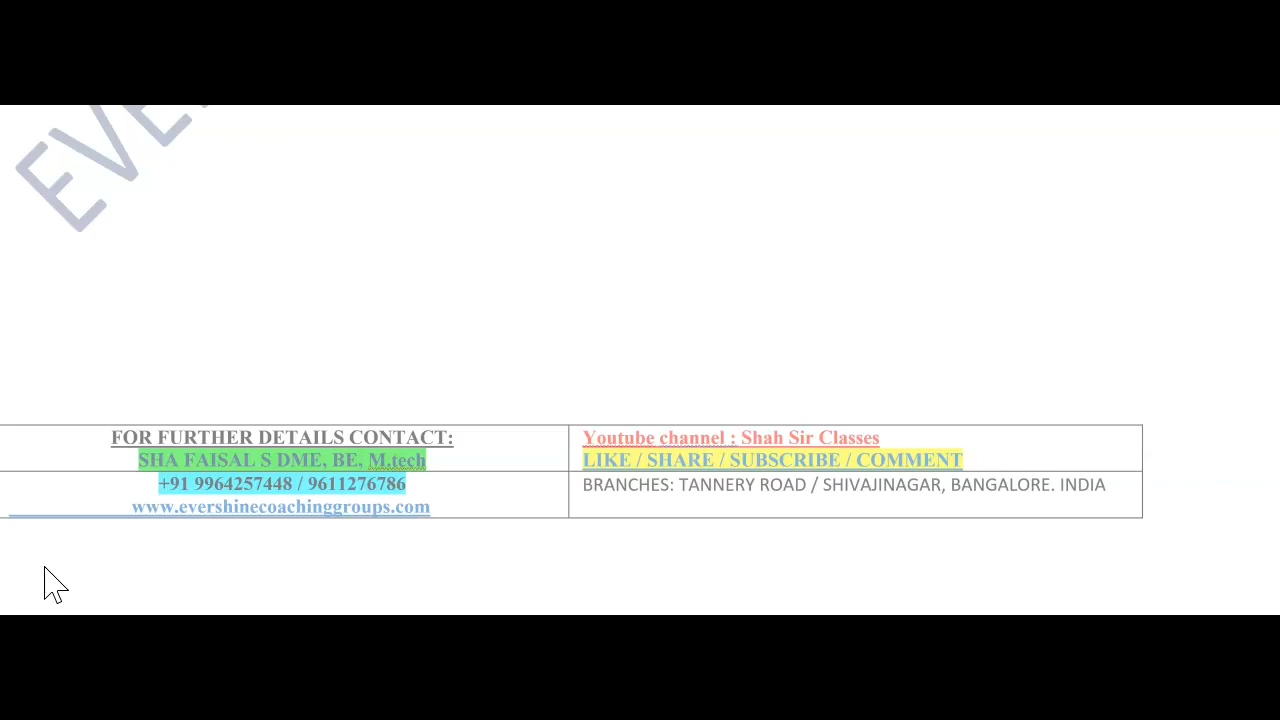 EVE
FOR FURTHER DETAILS CONTACT:
SHA FAISAL S DME, BE, M.tech
+91 9964257448 / 9611276786
www.evershinecoachinggroups.com
Youtube channel : Shah Sir Classes
LIKE / SHARE / SUBSCRIBE / COMMENT
BRANCHES: TANNERY ROAD / SHIVAJINAGAR, BANGALORE. INDIA